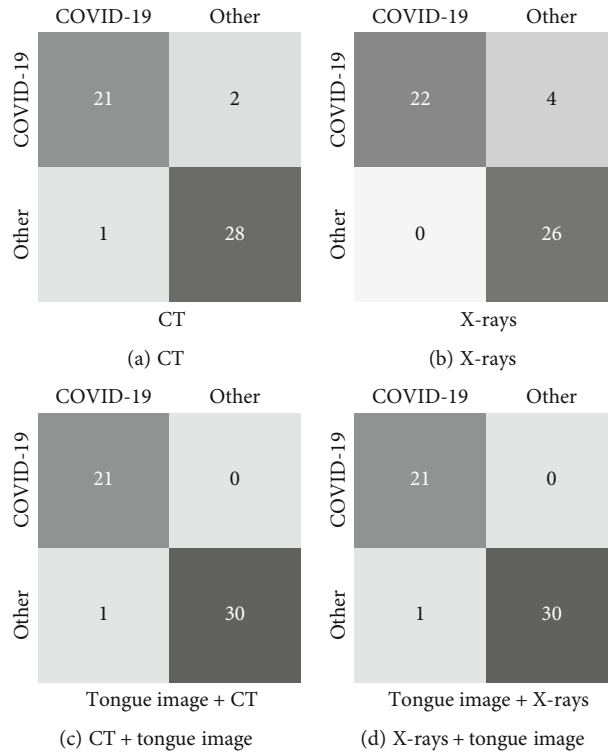 COVID-19 Other
COVID-19 21 2
Other 1 28
CT
(a) CT
COVID-19 Other
COVID-19 22 4
Other 0 26
X-rays
(b) X-rays
COVID-19 Other
COVID-19 21 0
Other 1 30
Tongue image + CT
(c) CT + tongue image
COVID-19 Other
COVID-19 21 0
Other 1 30
Tongue image + X-rays
(d) X-rays + tongue image